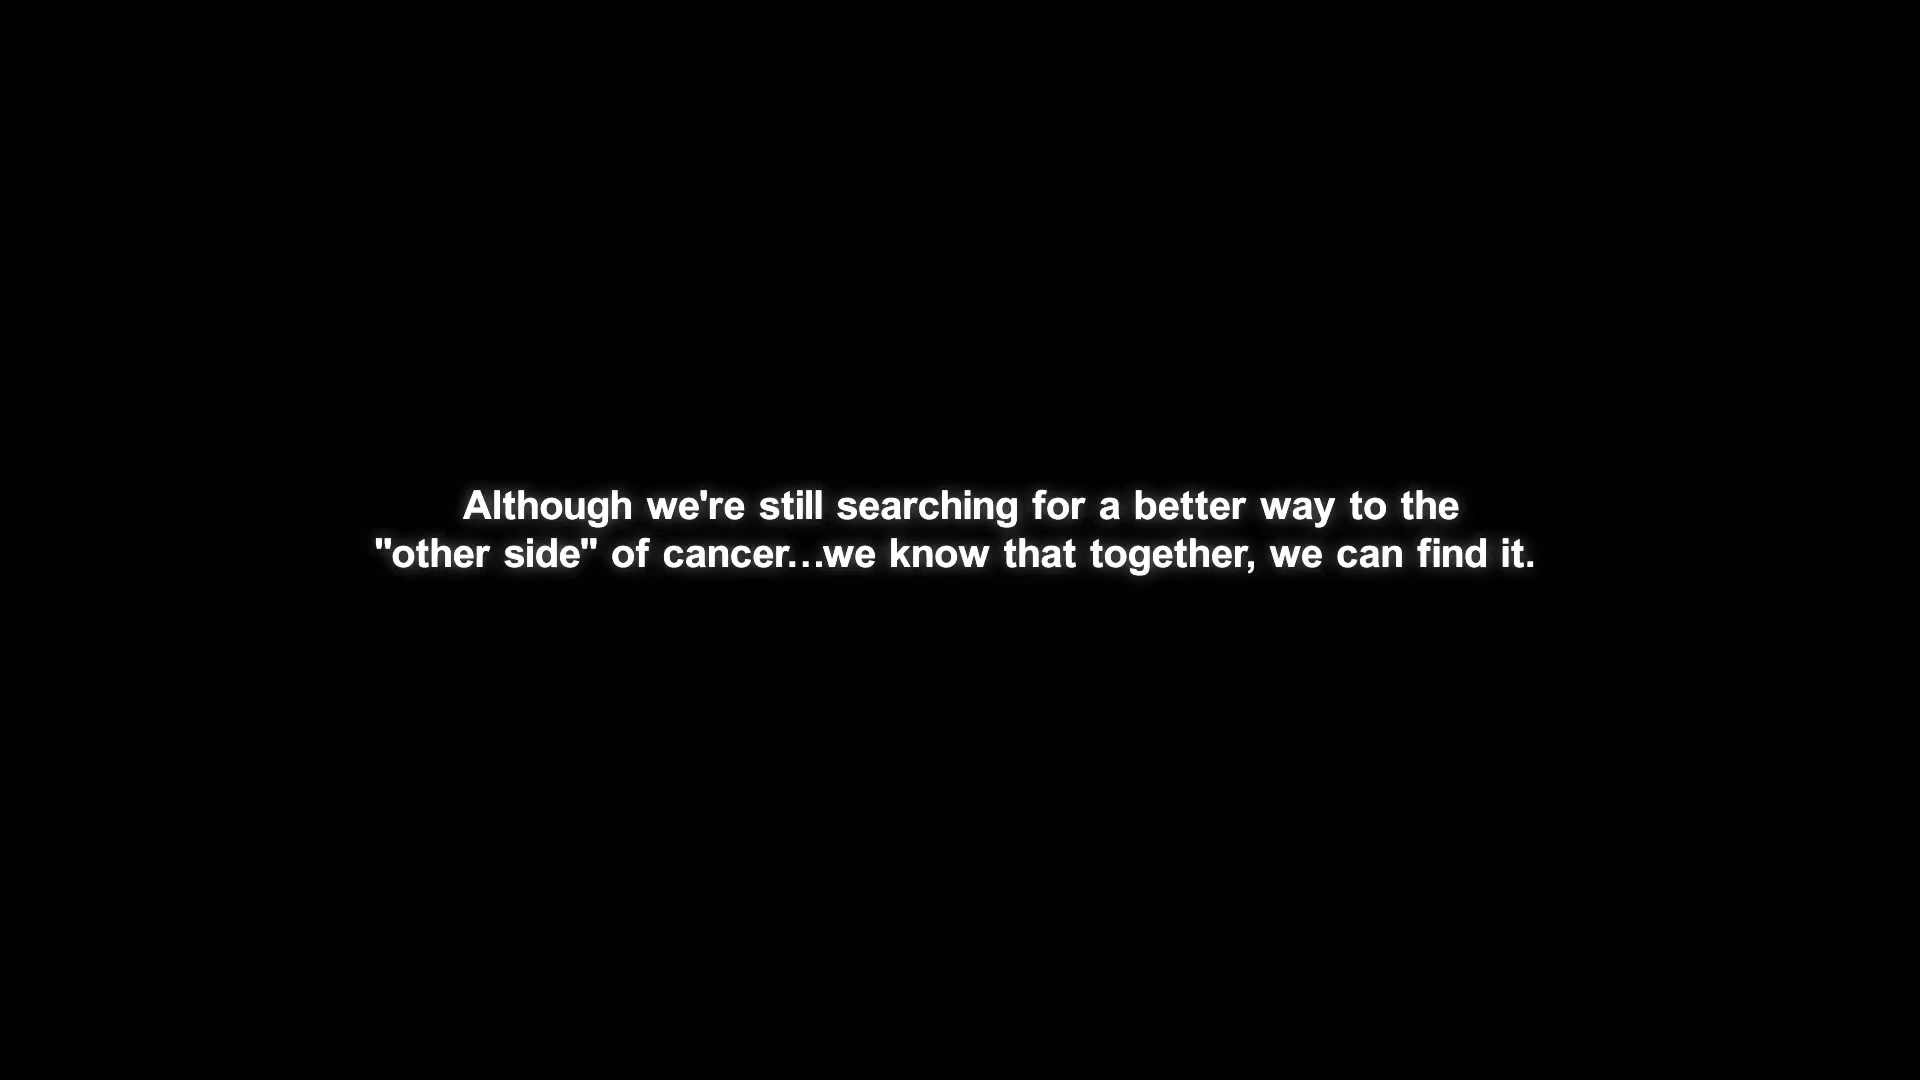 Although we're still searching for a better way to the
"other side" of cancer...we know that together, we can find it.